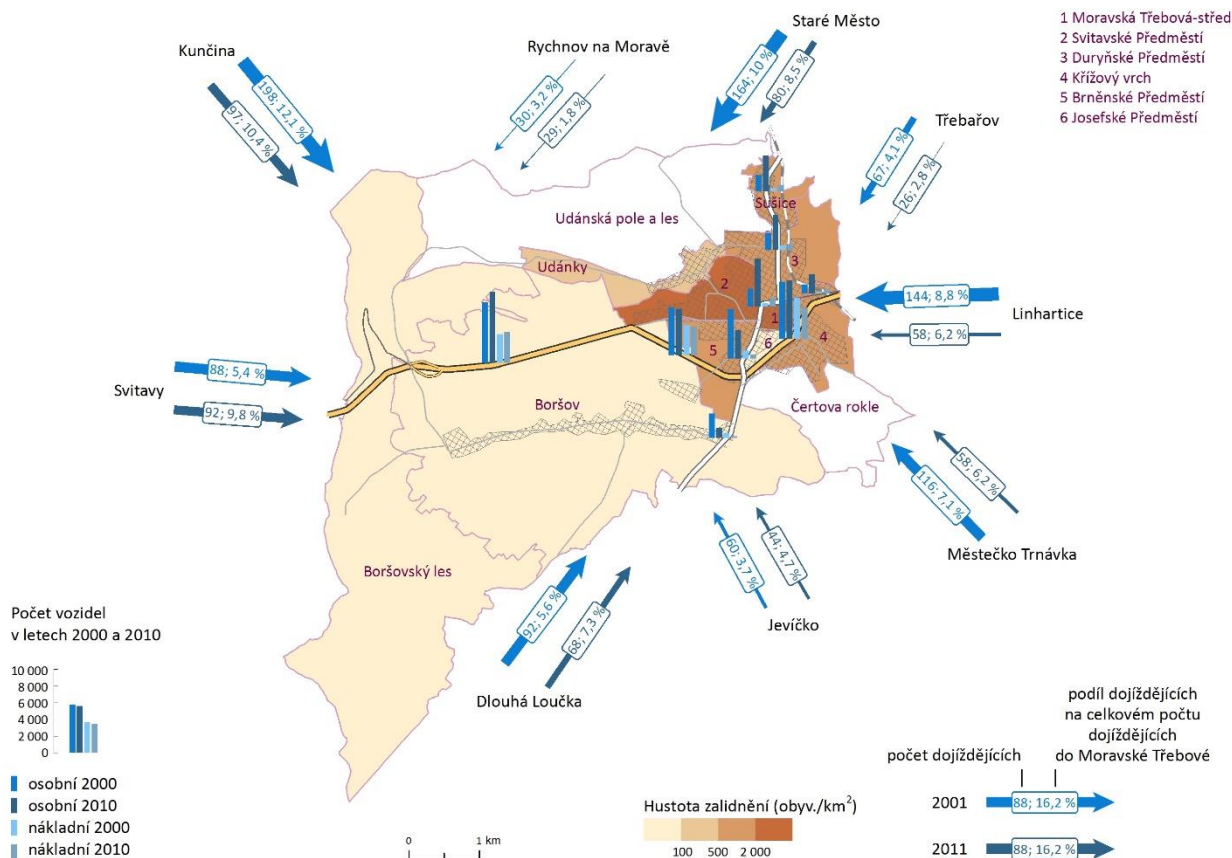 Kunčina
198; 12,1 %
97; 10,4 %
Rychnov na Moravě
30; 3,2 %
29; 1,8 %
Staré Město
164; 10 %
80; 8,5 %
1 Moravská Třebová-střed
2 Svitavské Předměstí
3 Duryňské Předměstí
4 Křížový vrch
5 Brněnské Předměstí
6 Josefské Předměstí
Třebařov
67; 4,1 %
26; 2,8 %
Sušice
Udánská pole a les
Udánky
3
2
1
4
5
6
144; 8,8 %
Linhartice
58; 6,2 %
Svitavy
88; 5,4 %
92; 9,8 %
Boršov
Čertova rokle
58; 6,2 %
116; 7,1 %
Městečko Trnávka
60; 3,7 %
44; 4,7 %
Jevíčko
Boršovský les
92; 5,6 %
68; 7,3 %
Dlouhá Loučka
Počet vozidel
v letech 2000 a 2010
10 000
8 000
6 000
4 000
2 000
0
osobní 2000
osobní 2010
nákladní 2000
nákladní 2010
0 1 km
Hustota zalidnění (obyv./km²)
100 500 2 000
počet dojíždějících
podíl dojíždějících
na celkovém počtu
dojíždějících
do Moravské Třebové
2001 88; 16,2 %
2011 88; 16,2 %